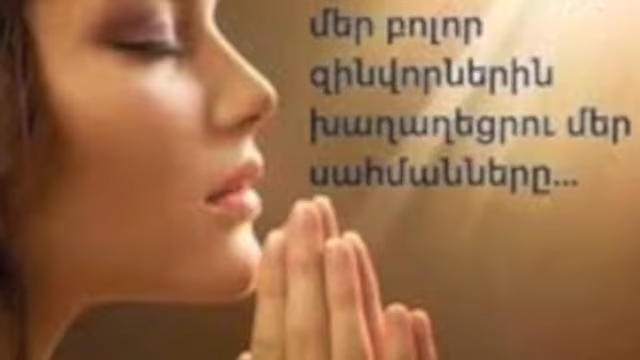 մեր բոլոր
զինվորներին
խաղաղեցրու մեր
սահմանները...